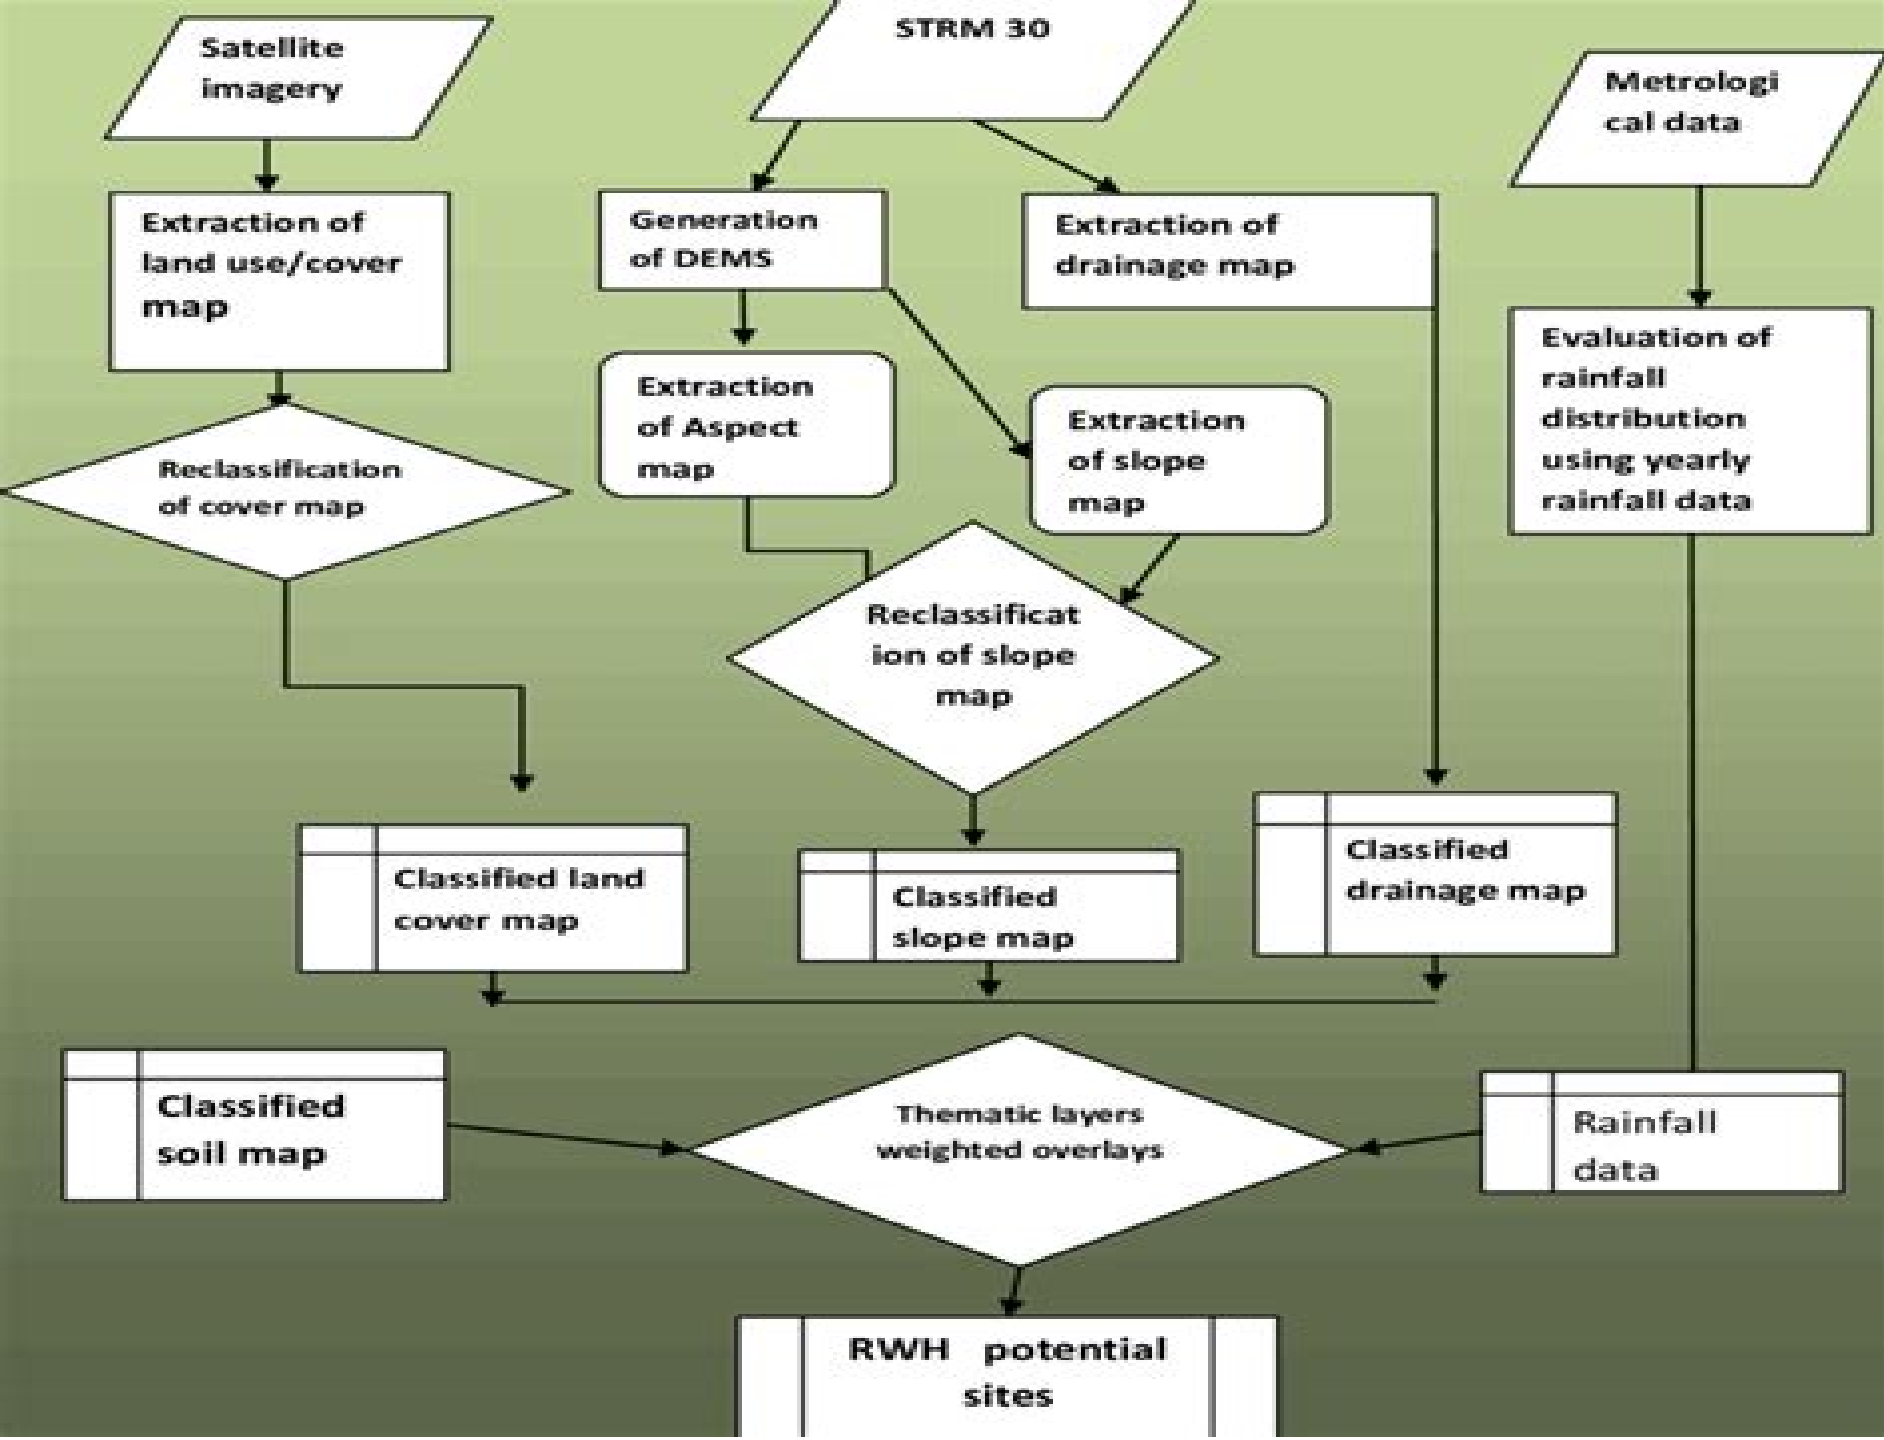 Satellite
imagery
STRM 30
Metrologi
cal data
Extraction of
land use/cover
map
Generation
of DEMS
Extraction of
drainage map
Evaluation of
rainfall
distribution
using yearly
rainfall data
Extraction
of Aspect
map
Extraction
of slope
map
Reclassification
of cover map
Reclassificat
ion of slope
map
Classified land
cover map
Classified
slope map
Classified
drainage map
Classified
soil map
Thematic layers
weighted overlays
Rainfall
data
RWH potential
sites